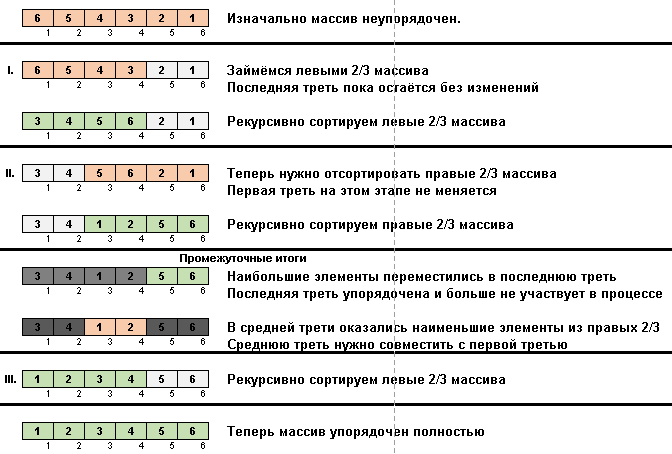 6 5 4 3 2 1 Изначально массив неупорядочен.
1 2 3 4 5 6
I. 6 5 4 3 2 1 Займёмся левыми 2/3 массива
1 2 3 4 5 6 Последняя треть пока остаётся без изменений
3 4 5 6 2 1 Рекурсивно сортируем левые 2/3 массива
1 2 3 4 5 6
II. 3 4 5 6 2 1 Теперь нужно отсортировать правые 2/3 массива
1 2 3 4 5 6 Первая треть на этом этапе не меняется
3 4 1 2 5 6 Рекурсивно сортируем правые 2/3 массива
1 2 3 4 5 6
Промежуточные итоги
3 4 1 2 5 6 Наибольшие элементы переместились в последнюю треть
1 2 3 4 5 6 Последняя треть упорядочена и больше не участвует в процессе
3 4 1 2 5 6 В средней трети оказались наименьшие элементы из правых 2/3
1 2 3 4 5 6 Среднюю треть нужно совместить с первой третью
III. 1 2 3 4 5 6 Рекурсивно сортируем левые 2/3 массива
1 2 3 4 5 6
1 2 3 4 5 6 Теперь массив упорядочен полностью
1 2 3 4 5 6